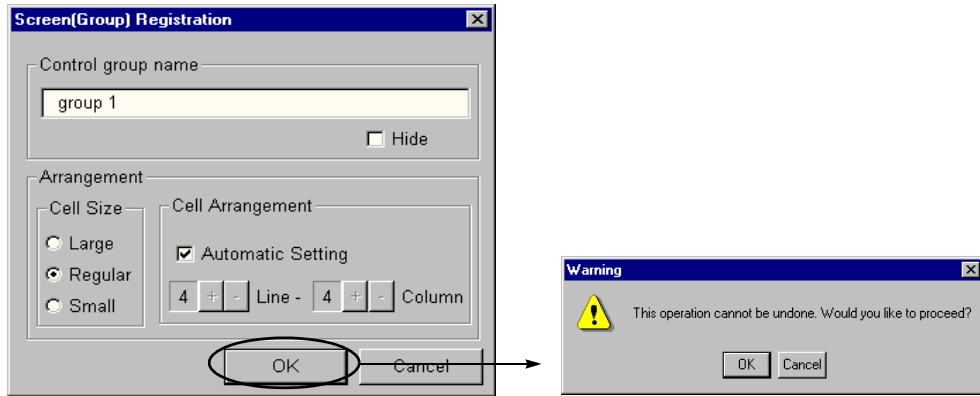 Screen(Group) Registration
Control group name
group 1
Hide
Arrangement
Cell Size
Large
Regular
Small
Cell Arrangement
Automatic Setting
4 + - Line - 4 + - Column
OK Cancel
Warning
This operation cannot be undone. Would you like to proceed?
OK Cancel